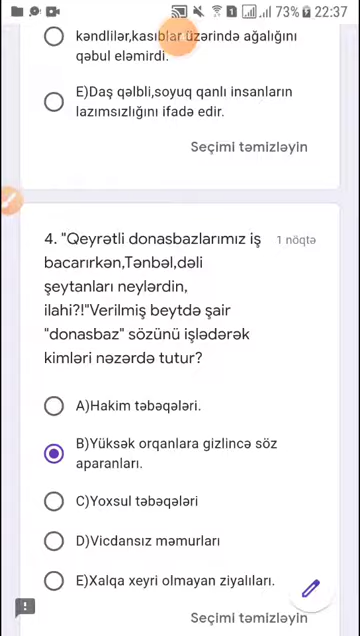 73% 22:37
kəndlilər,kasıblar üzərində ağalığını
qəbul eləmirdi.
E)Daş qəlbli,soyuq qanlı insanların
lazımsızlığını ifadə edir.
Seçimi təmizləyin
4. "Qeyrətli donasbazlarımız iş 1 nöqtə
bacarırkən,Tənbəl,dəli
şeytanları neylərdin,
ilahi?!"Verilmiş beytdə şair
"donasbaz" sözünü işlədərək
kimləri nəzərdə tutur?
A)Hakim təbəqələri.
B)Yüksək orqanlara gizlincə söz
aparanları.
C)Yoxsul təbəqələri
D)Vicdansız məmurları
E)Xalqa xeyri olmayan ziyalıları.
Seçimi təmizləyin